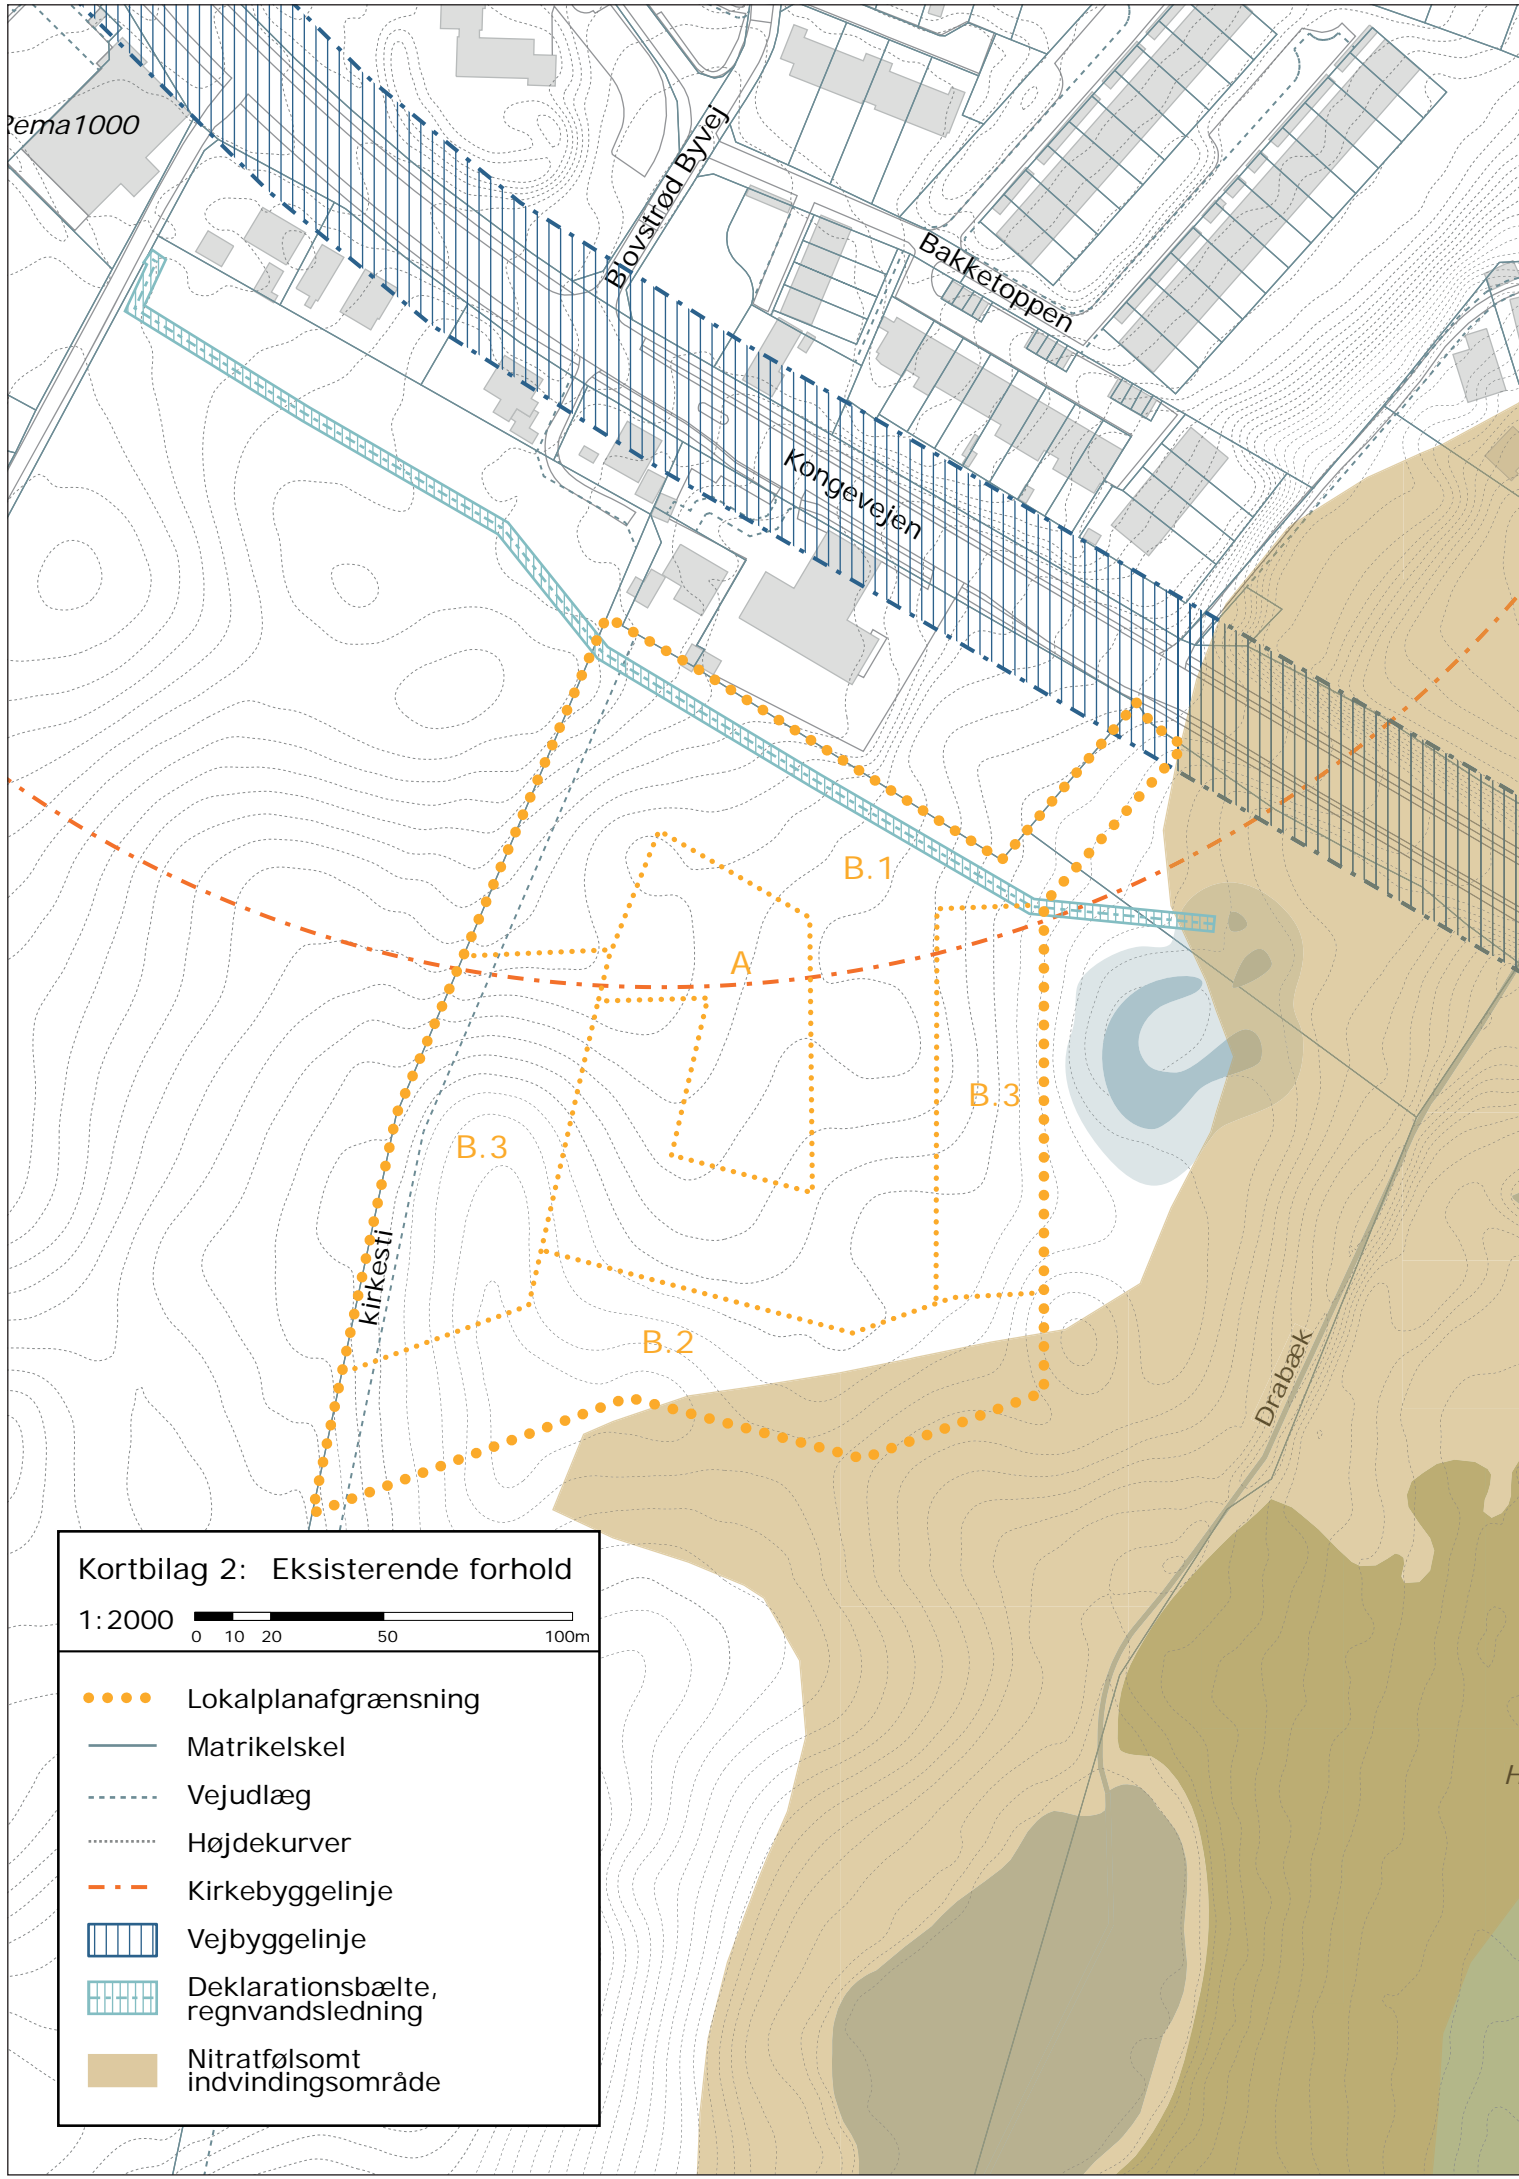 Rema1000
Blovstrød Byvej
Bakketoppen
Kongevejen
B.1
A
B.3
B.3
kirkesti
B.2
Drabæk
H
Kortbilag 2: Eksisterende forhold
1:2000
0 10 20 50 100m
Lokalplanafgrænsning
Matrikelskel
Vejudlæg
Højdekurver
Kirkebyggelinje
Vejbyggelinje
Deklarationsbælte,
regnvandsledning
Nitratfølsomt
indvindingsområde